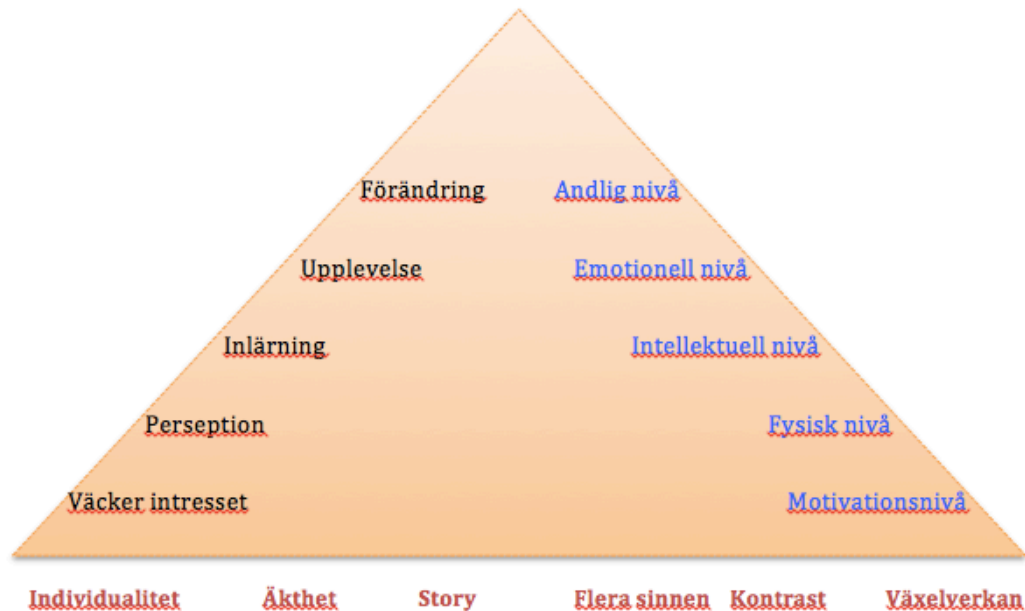 Förändring Andlig nivå
Upplevelse Emotionell nivå
Inlärning Intellektuell nivå
Perseption Fysisk nivå
Väcker intresset Motivationsnivå
Individualitet Äkthet Story Flera sinnen Kontrast Växelverkan